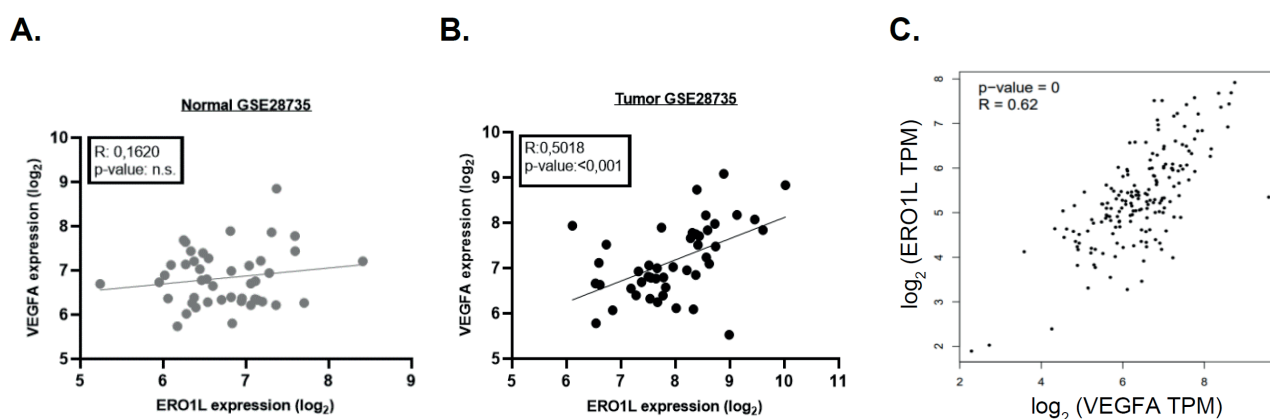 A.
B.
C.
Normal GSE28735
R: 0,1620
p-value: n.s.
10
9
8
7
6
5
VEGFA expression (log2)
5
6
7
8
9
ERO1L expression (log2)
Tumor GSE28735
R:0,5018
p-value:<0,001
10
9
8
7
6
5
VEGFA expression (log2)
5
6
7
8
9
10
11
ERO1L expression (log2)
p-value = 0
R = 0.62
8
7
6
5
4
3
2
log2 (ERO1L TPM)
2
4
6
8
log2 (VEGFA TPM)